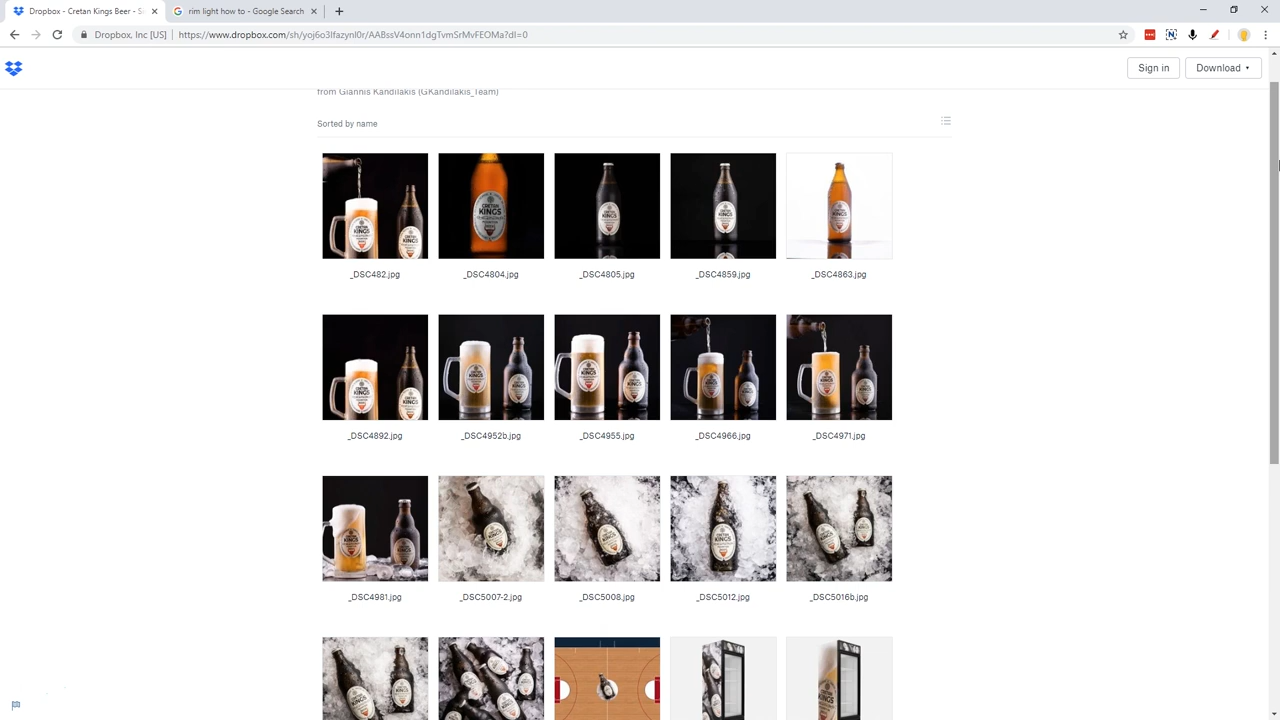 Dropbox - Cretan Kings Beer - S
rim light how to - Google Search
Dropbox, Inc [US]
https://www.dropbox.com/sh/yoj6o3lfazynl0r/AABssV4onn1dgTvmSrMvFEOMa?dl=0
Sign in
Download
from Giannis Kandilakis (GKandilakis_Team)
Sorted by name
_DSC482.jpg
_DSC4804.jpg
_DSC4805.jpg
_DSC4859.jpg
_DSC4863.jpg
_DSC4892.jpg
_DSC4952b.jpg
_DSC4955.jpg
_DSC4966.jpg
_DSC4971.jpg
_DSC4981.jpg
_DSC5007-2.jpg
_DSC5008.jpg
_DSC5012.jpg
_DSC5016b.jpg
CRETAN
KINGS